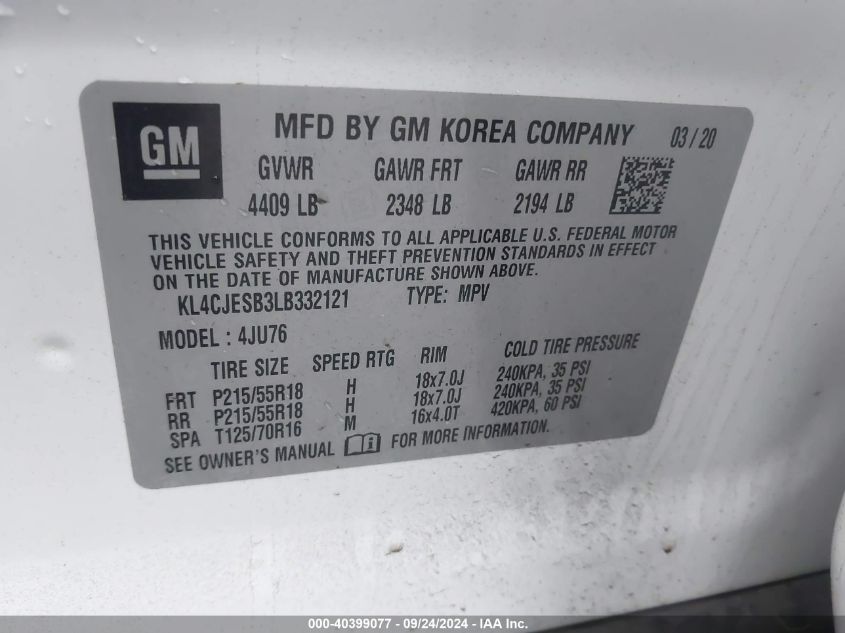 GM
MFD BY GM KOREA COMPANY 03/20
GVWR GAWR FRT GAWR RR
4409 LB 2348 LB 2194 LB
THIS VEHICLE CONFORMS TO ALL APPLICABLE U.S. FEDERAL MOTOR
VEHICLE SAFETY AND THEFT PREVENTION STANDARDS IN EFFECT
ON THE DATE OF MANUFACTURE SHOWN ABOVE.
KL4CJESB3LB332121 TYPE: MPV
MODEL : 4JU76
TIRE SIZE SPEED RTG RIM COLD TIRE PRESSURE
FRT P215/55R18 H 18x7.0J 240KPA, 35 PSI
RR P215/55R18 H 18x7.0J 240KPA, 35 PSI
SPA T125/70R16 M 16x4.0T 420KPA, 60 PSI
SEE OWNER'S MANUAL FOR MORE INFORMATION.
000-40399077 - 09/24/2024 - IAA Inc.